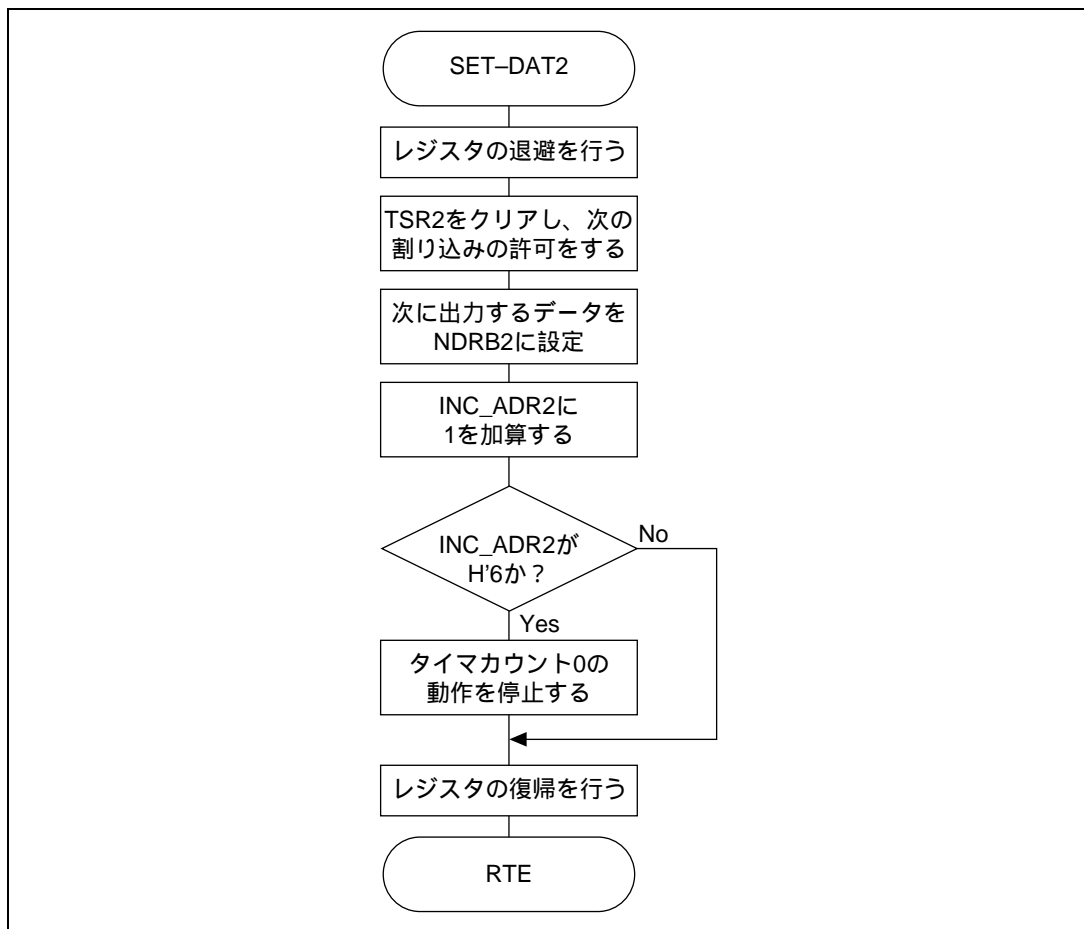 SET–DAT2
レジスタの退避を行う
TSR2をクリアし、次の
割り込みの許可をする
次に出力するデータを
NDRB2に設定
INC_ADR2に
1を加算する
INC_ADR2が
H'6か？
No
Yes
タイマカウント0の
動作を停止する
レジスタの復帰を行う
RTE